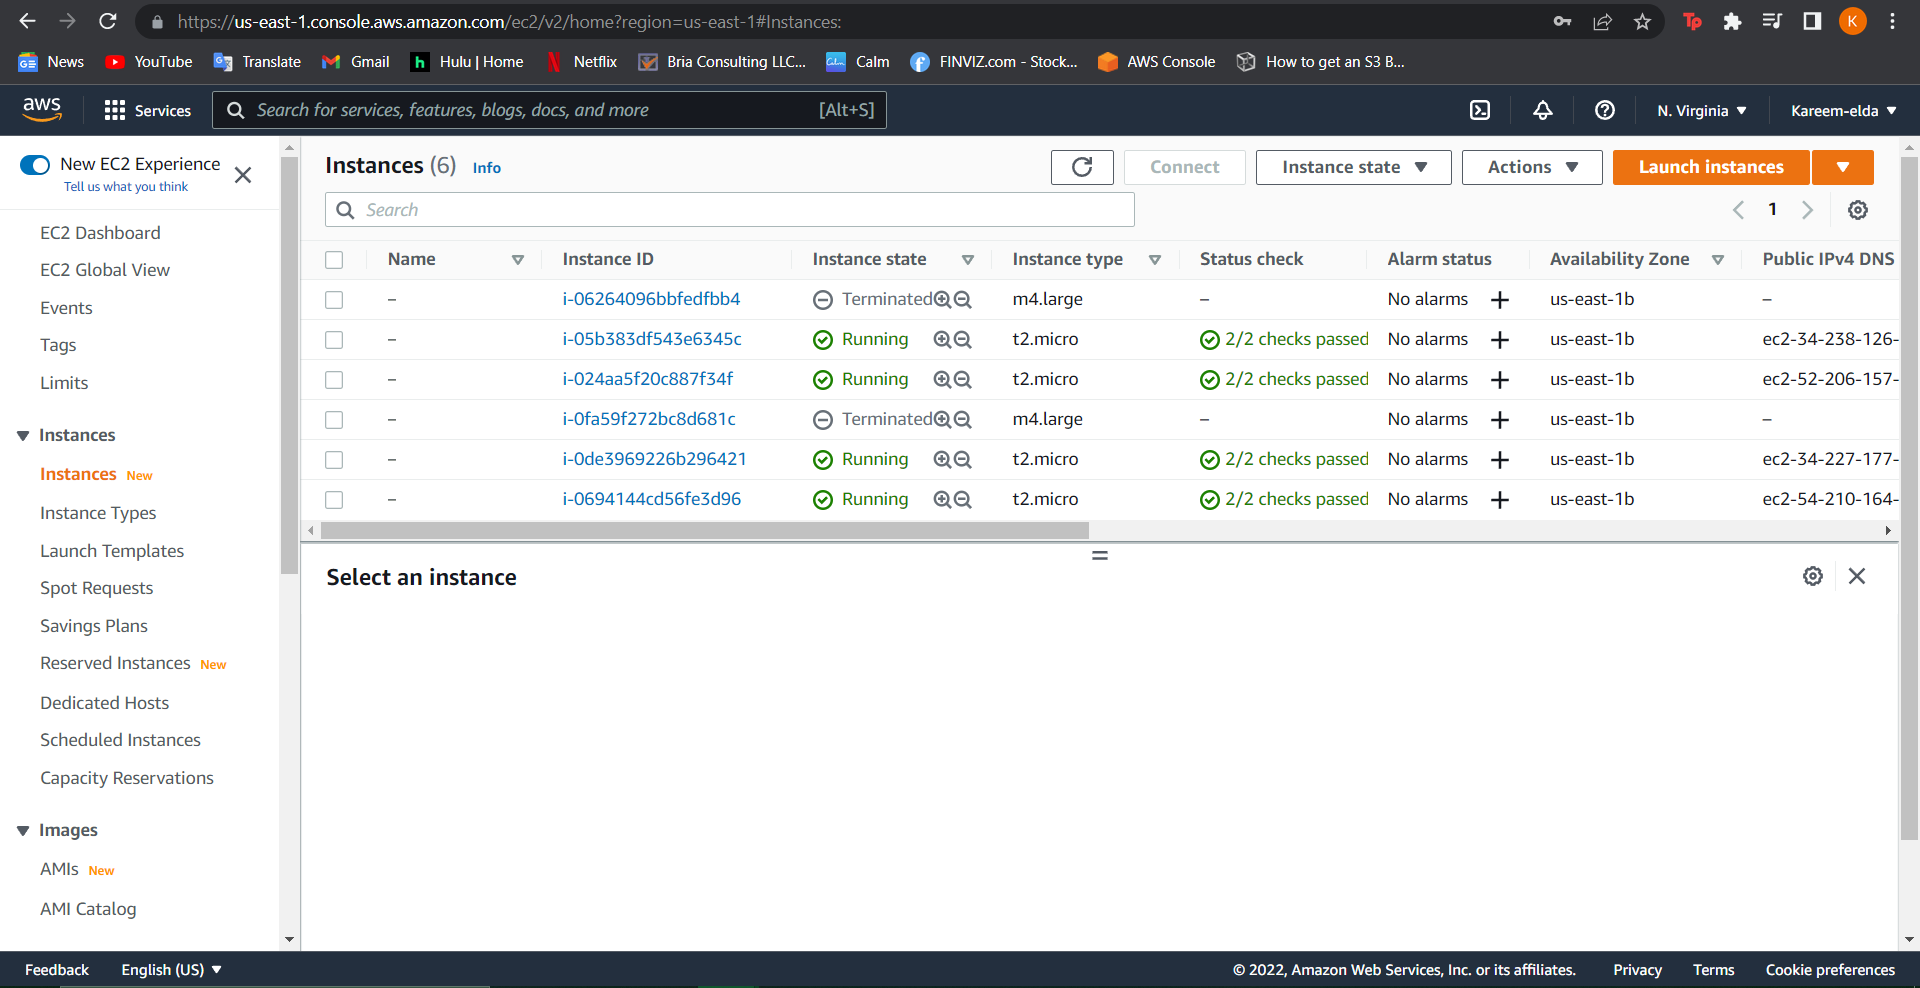 https://us-east-1.console.aws.amazon.com/ec2/v2/home?region=us-east-1#Instances:
K
News YouTube Translate Gmail Hulu | Home Netflix Bria Consulting LLC... Calm FINVIZ.com - Stock... AWS Console How to get an S3 B...
aws Services Search for services, features, blogs, docs, and more [Alt+S] N. Virginia Kareem-elda
New EC2 Experience
Tell us what you think
EC2 Dashboard
EC2 Global View
Events
Tags
Limits
Instances
Instances New
Instance Types
Launch Templates
Spot Requests
Savings Plans
Reserved Instances New
Dedicated Hosts
Scheduled Instances
Capacity Reservations
Images
AMIs New
AMI Catalog
Instances (6) Info Connect Instance state Actions Launch instances
Search 1
Name Instance ID Instance state Instance type Status check Alarm status Availability Zone Public IPv4 DNS
– i-06264096bbfedfbb4 Terminated m4.large – No alarms + us-east-1b –
– i-05b383df543e6345c Running t2.micro 2/2 checks passed No alarms + us-east-1b ec2-34-238-126-
– i-024aa5f20c887f34f Running t2.micro 2/2 checks passed No alarms + us-east-1b ec2-52-206-157-
– i-0fa59f272bc8d681c Terminated m4.large – No alarms + us-east-1b –
– i-0de3969226b296421 Running t2.micro 2/2 checks passed No alarms + us-east-1b ec2-34-227-177-
– i-0694144cd56fe3d96 Running t2.micro 2/2 checks passed No alarms + us-east-1b ec2-54-210-164-
Select an instance
Feedback English (US) © 2022, Amazon Web Services, Inc. or its affiliates. Privacy Terms Cookie preferences